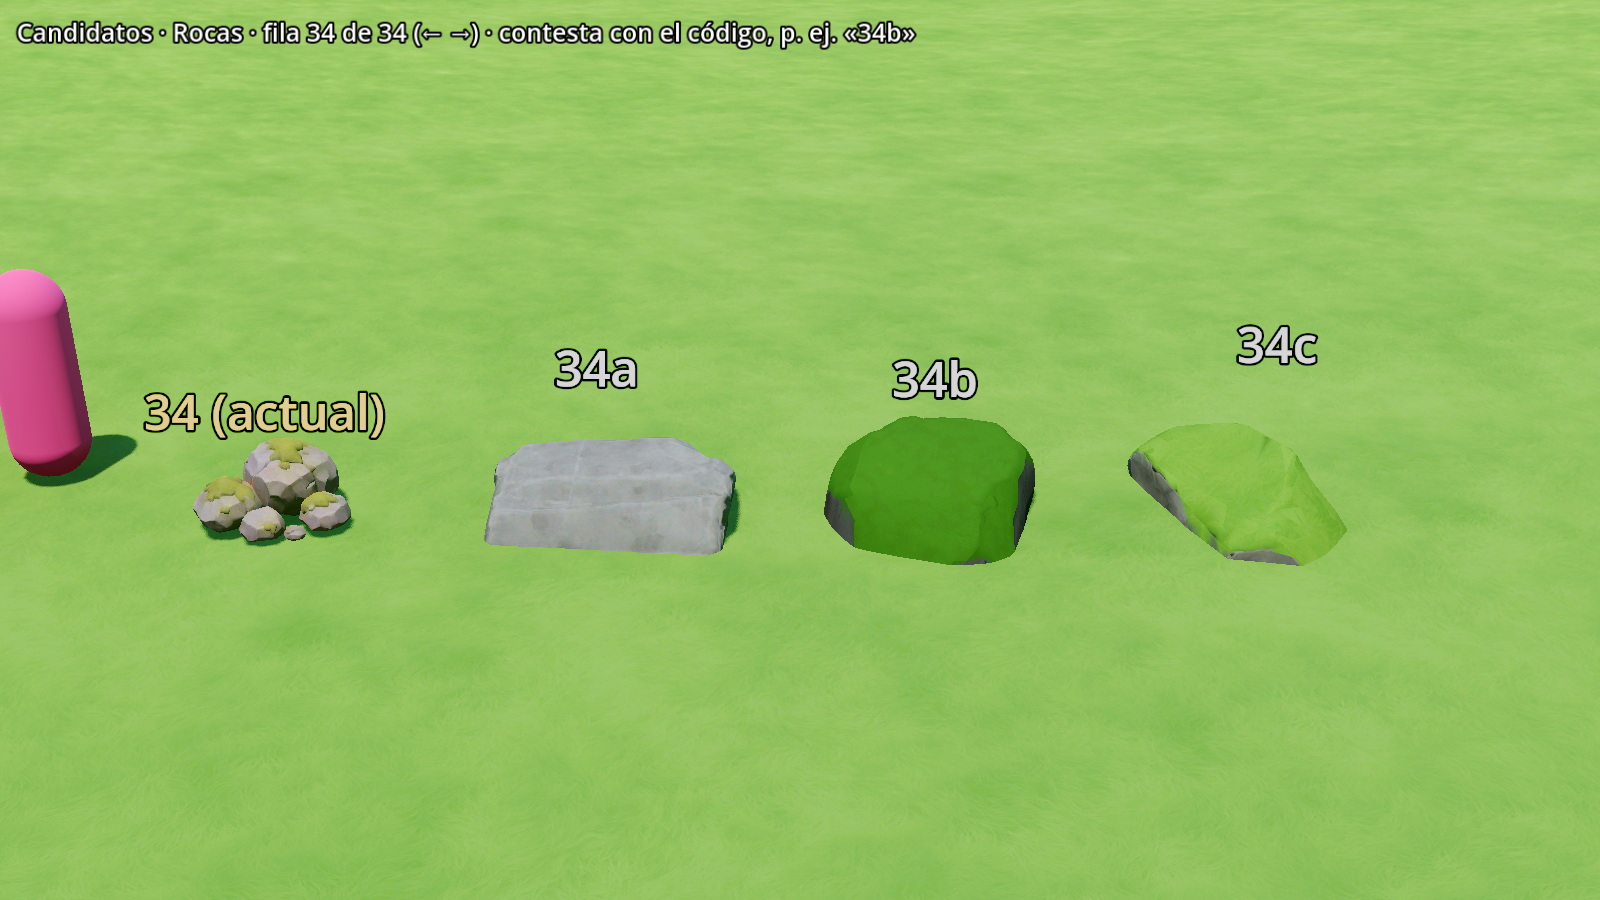 Candidatos · Rocas · fila 34 de 34 (← →) · contesta con el código, p. ej. «34b»
34 (actual)
34a
34b
34c